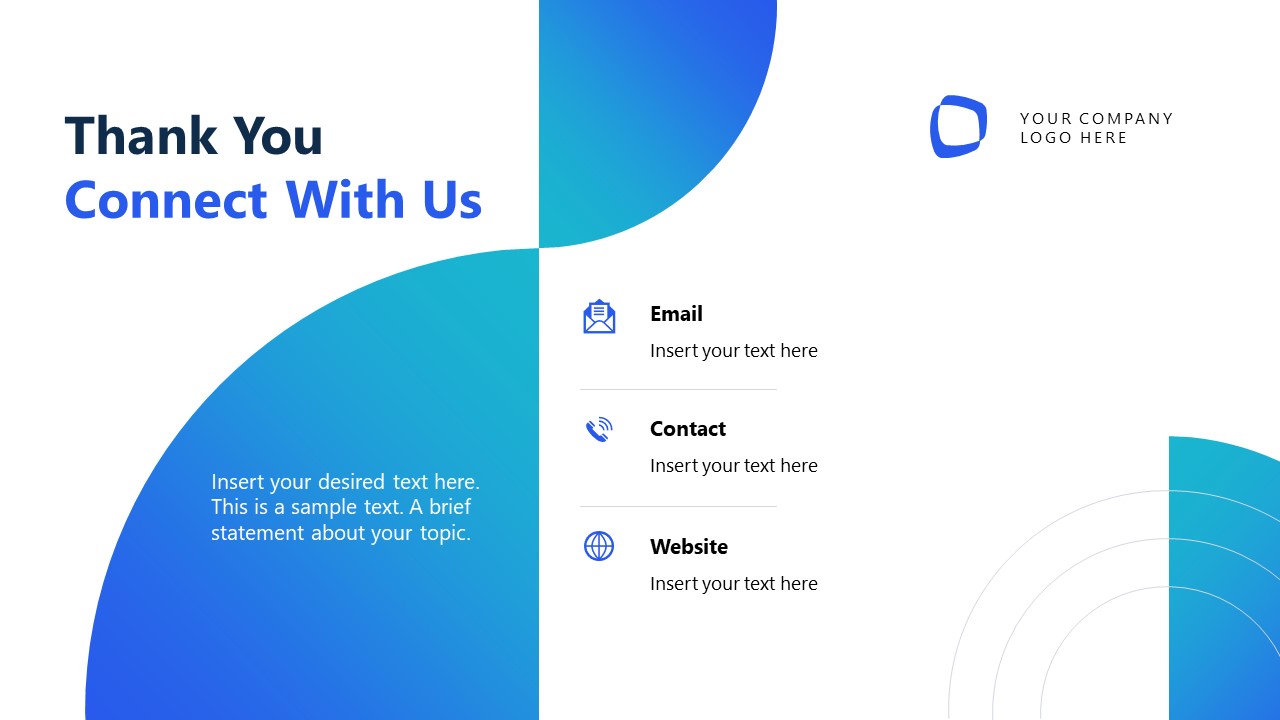 Thank You
Connect With Us
YOUR COMPANY
LOGO HERE
Insert your desired text here.
This is a sample text. A brief
statement about your topic.
Email
Insert your text here
Contact
Insert your text here
Website
Insert your text here